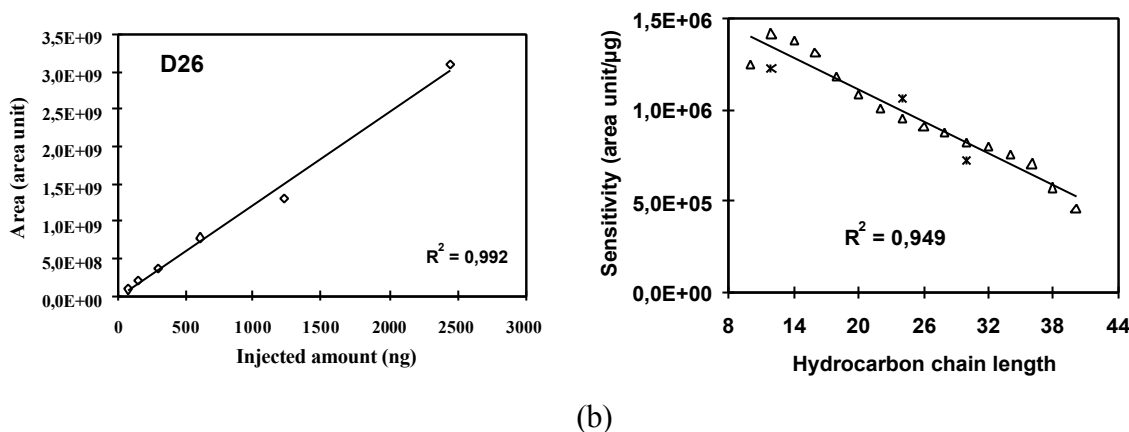 3,5E+09
3,0E+09
2,5E+09
2,0E+09
1,5E+09
1,0E+09
5,0E+08
0,0E+00
Area (area unit)
D26
R² = 0,992
0 500 1000 1500 2000 2500 3000
Injected amount (ng)
1,5E+06
1,0E+06
5,0E+05
0,0E+00
Sensitivity (area unit/µg)
R² = 0,949
8 14 20 26 32 38 44
Hydrocarbon chain length
(b)